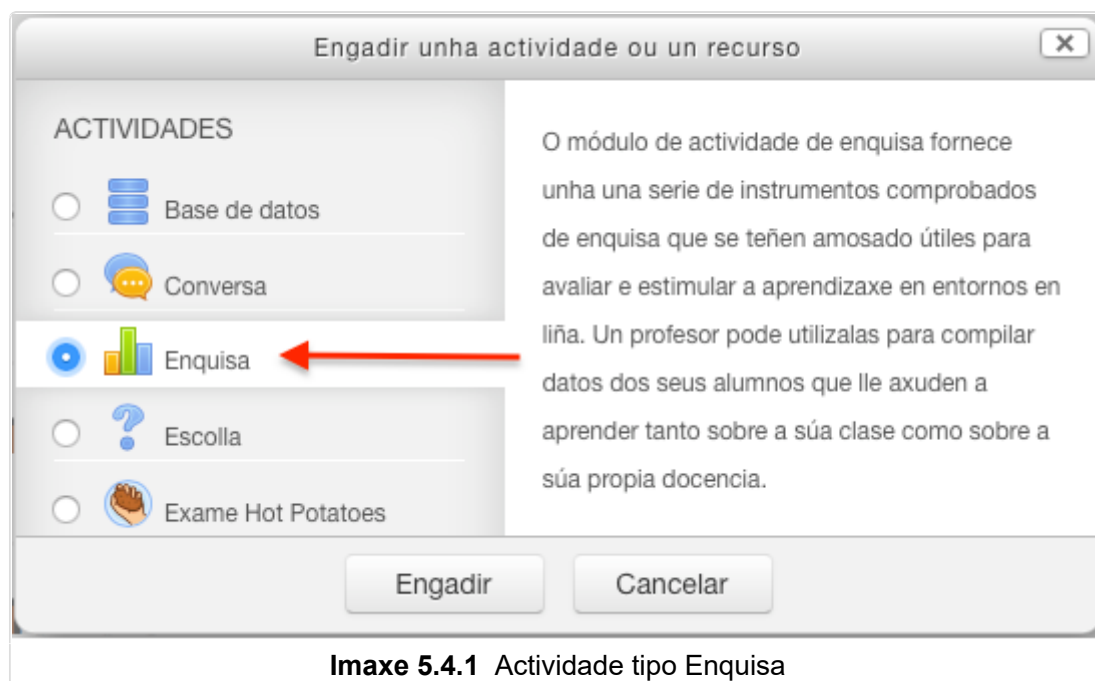 Engadir unha actividade ou un recurso
ACTIVIDADES
Base de datos
Conversa
Enquisa
Escolla
Exame Hot Potatoes
O módulo de actividade de enquisa fornece
unha una serie de instrumentos comprobados
de enquisa que se teñen amosado útiles para
avaliar e estimular a aprendizaxe en entornos en
liña. Un profesor pode utilizalas para compilar
datos dos seus alumnos que lle axuden a
aprender tanto sobre a súa clase como sobre a
súa propia docencia.
Engadir
Cancelar
Imaxe 5.4.1 Actividade tipo Enquisa